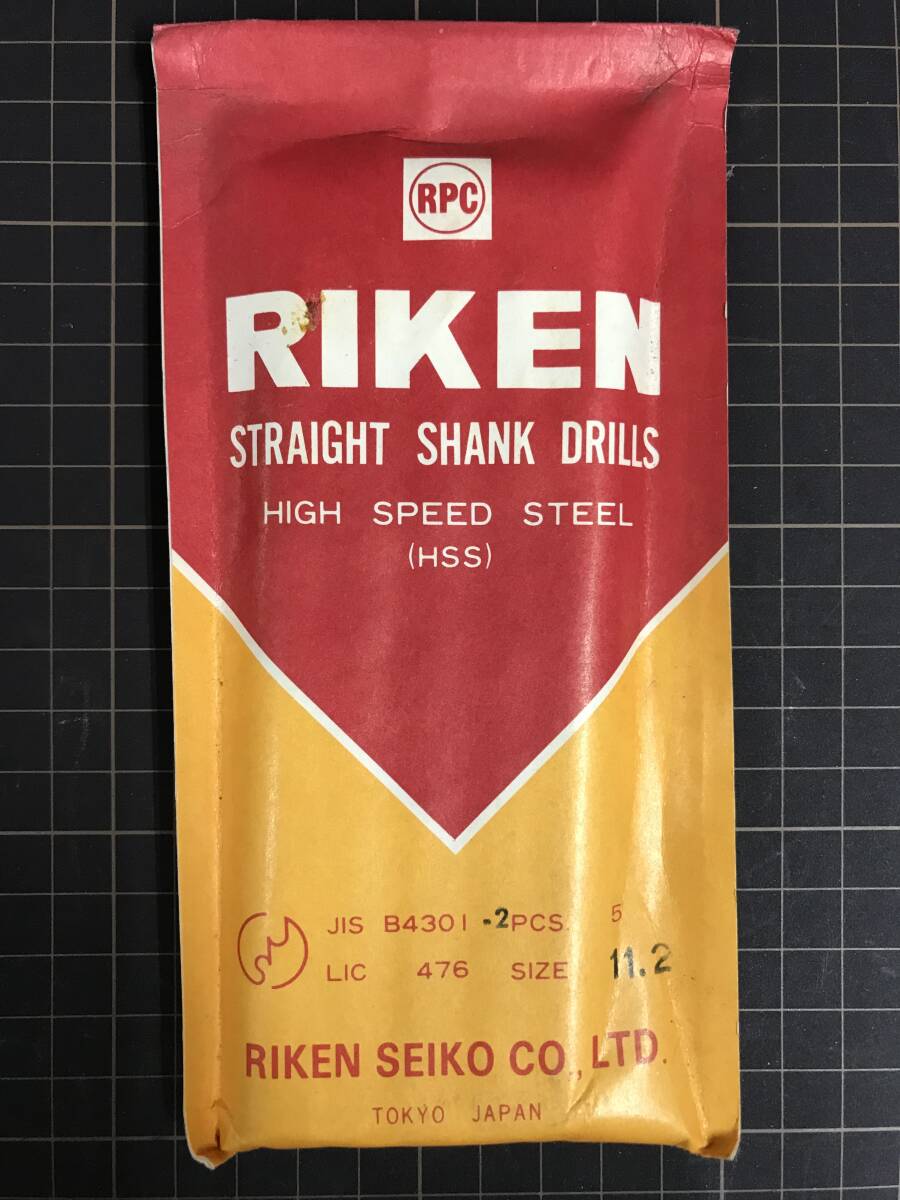 RPC
RIKEN
STRAIGHT SHANK DRILLS
HIGH SPEED STEEL
(HSS)
JIS B4301 -2 PCS. 5
LIC 476 SIZE 11.2
RIKEN SEIKO CO., LTD.
TOKYO JAPAN